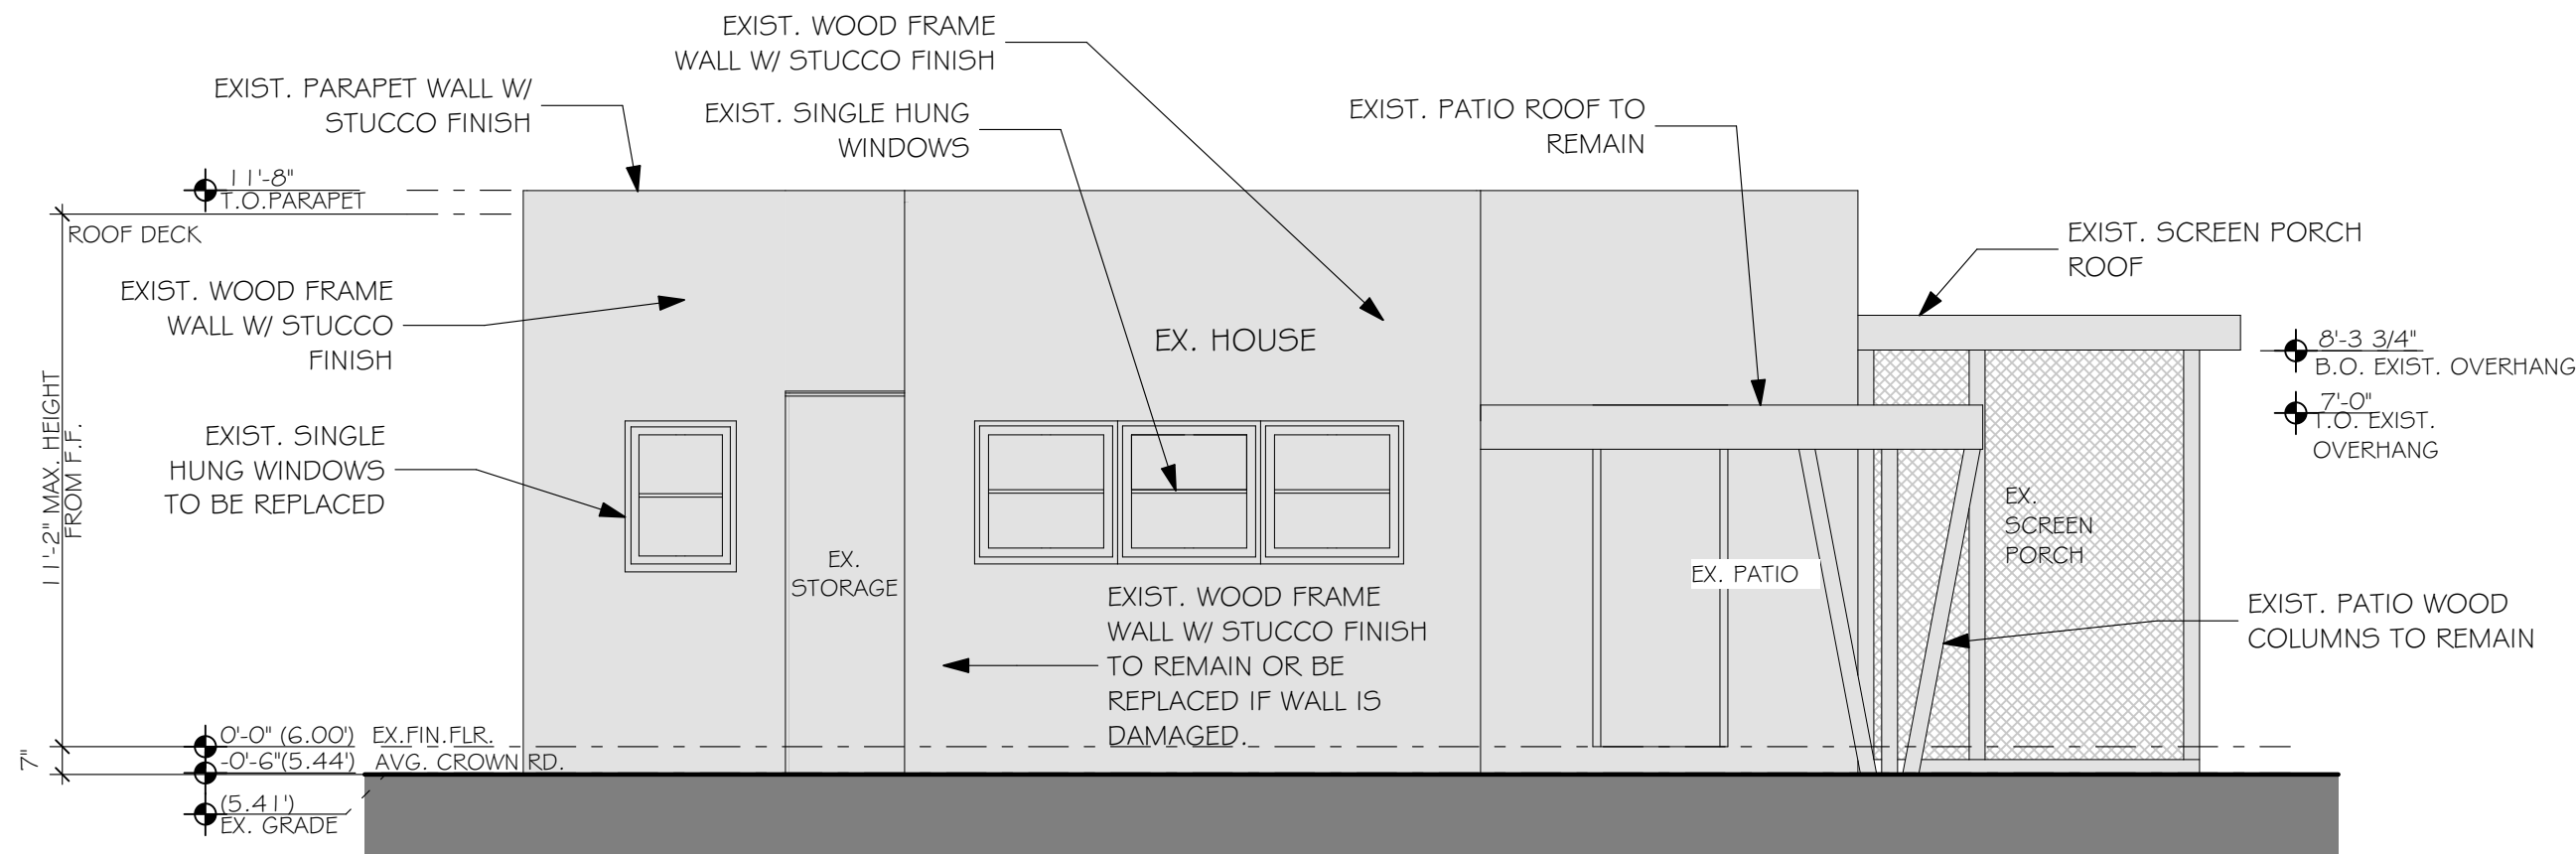 EXIST. WOOD FRAME
WALL W/ STUCCO FINISH
EXIST. PARAPET WALL W/
STUCCO FINISH
EXIST. SINGLE HUNG
WINDOWS
EXIST. PATIO ROOF TO
REMAIN
11'-8"
T.O.PARAPET
ROOF DECK
EXIST. SCREEN PORCH
ROOF
EXIST. WOOD FRAME
WALL W/ STUCCO
FINISH
EX. HOUSE
8'-3 3/4"
B.O. EXIST. OVERHANG
7'-0"
T.O. EXIST.
OVERHANG
11'-2" MAX. HEIGHT
FROM F.F.
EXIST. SINGLE
HUNG WINDOWS
TO BE REPLACED
EX.
STORAGE
EX.
SCREEN
PORCH
EX. PATIO
EXIST. WOOD FRAME
WALL W/ STUCCO FINISH
TO REMAIN OR BE
REPLACED IF WALL IS
DAMAGED.
EXIST. PATIO WOOD
COLUMNS TO REMAIN
0'-0" (6.00') EX.FIN.FLR.
-0'-6"(5.44') AVG. CROWN RD.
7"
(5.41')
EX. GRADE